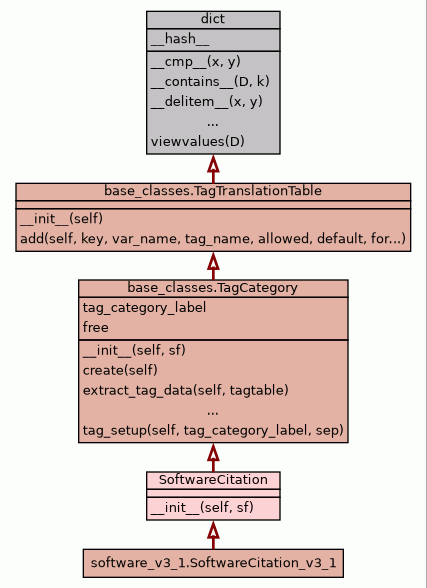 dict
__hash__
__cmp__(x, y)
__contains__(D, k)
__delitem__(x, y)
...
viewvalues(D)
base_classes.TagTranslationTable
__init__(self)
add(self, key, var_name, tag_name, allowed, default, for...)
base_classes.TagCategory
tag_category_label
free
__init__(self, sf)
create(self)
extract_tag_data(self, tagtable)
...
tag_setup(self, tag_category_label, sep)
SoftwareCitation
__init__(self, sf)
software_v3_1.SoftwareCitation_v3_1